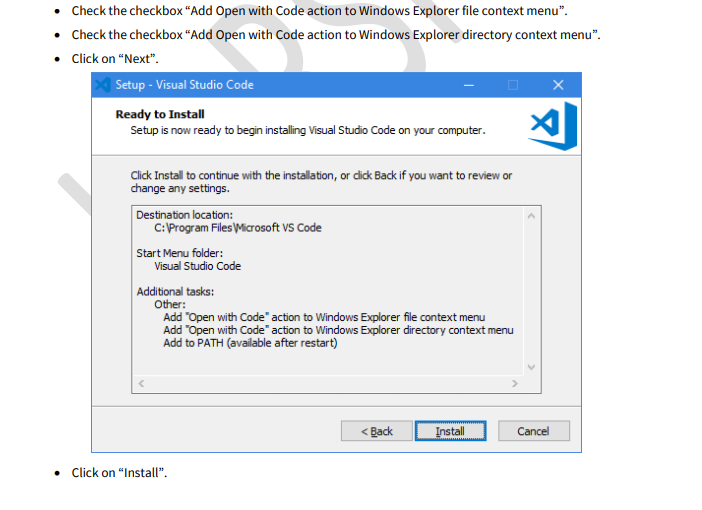 • Check the checkbox “Add Open with Code action to Windows Explorer file context menu”.
• Check the checkbox “Add Open with Code action to Windows Explorer directory context menu”.
• Click on “Next”.
Setup - Visual Studio Code
Ready to Install
Setup is now ready to begin installing Visual Studio Code on your computer.
Click Install to continue with the installation, or click Back if you want to review or
change any settings.
Destination location:
C:\Program Files\Microsoft VS Code
Start Menu folder:
Visual Studio Code
Additional tasks:
Other:
Add "Open with Code" action to Windows Explorer file context menu
Add "Open with Code" action to Windows Explorer directory context menu
Add to PATH (available after restart)
< Back
Install
Cancel
• Click on “Install”.